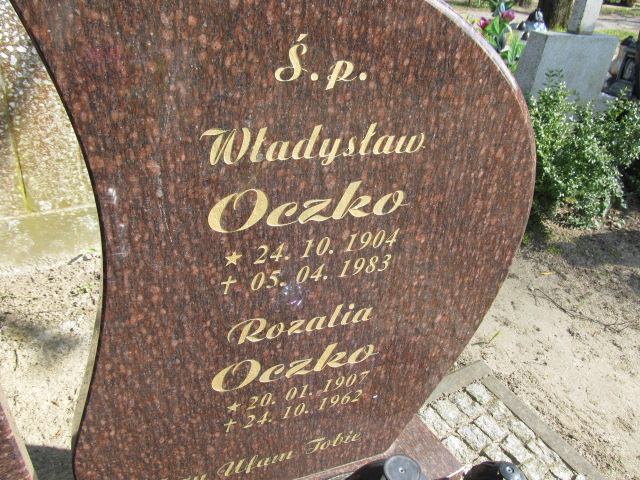 Ś. p.
Władysław
Oczko
★ 24. 10. 1904
† 05. 04. 1983
Rozalia
Oczko
★ 20. 01. 1907
† 24. 10. 1962
Ufam Tobie